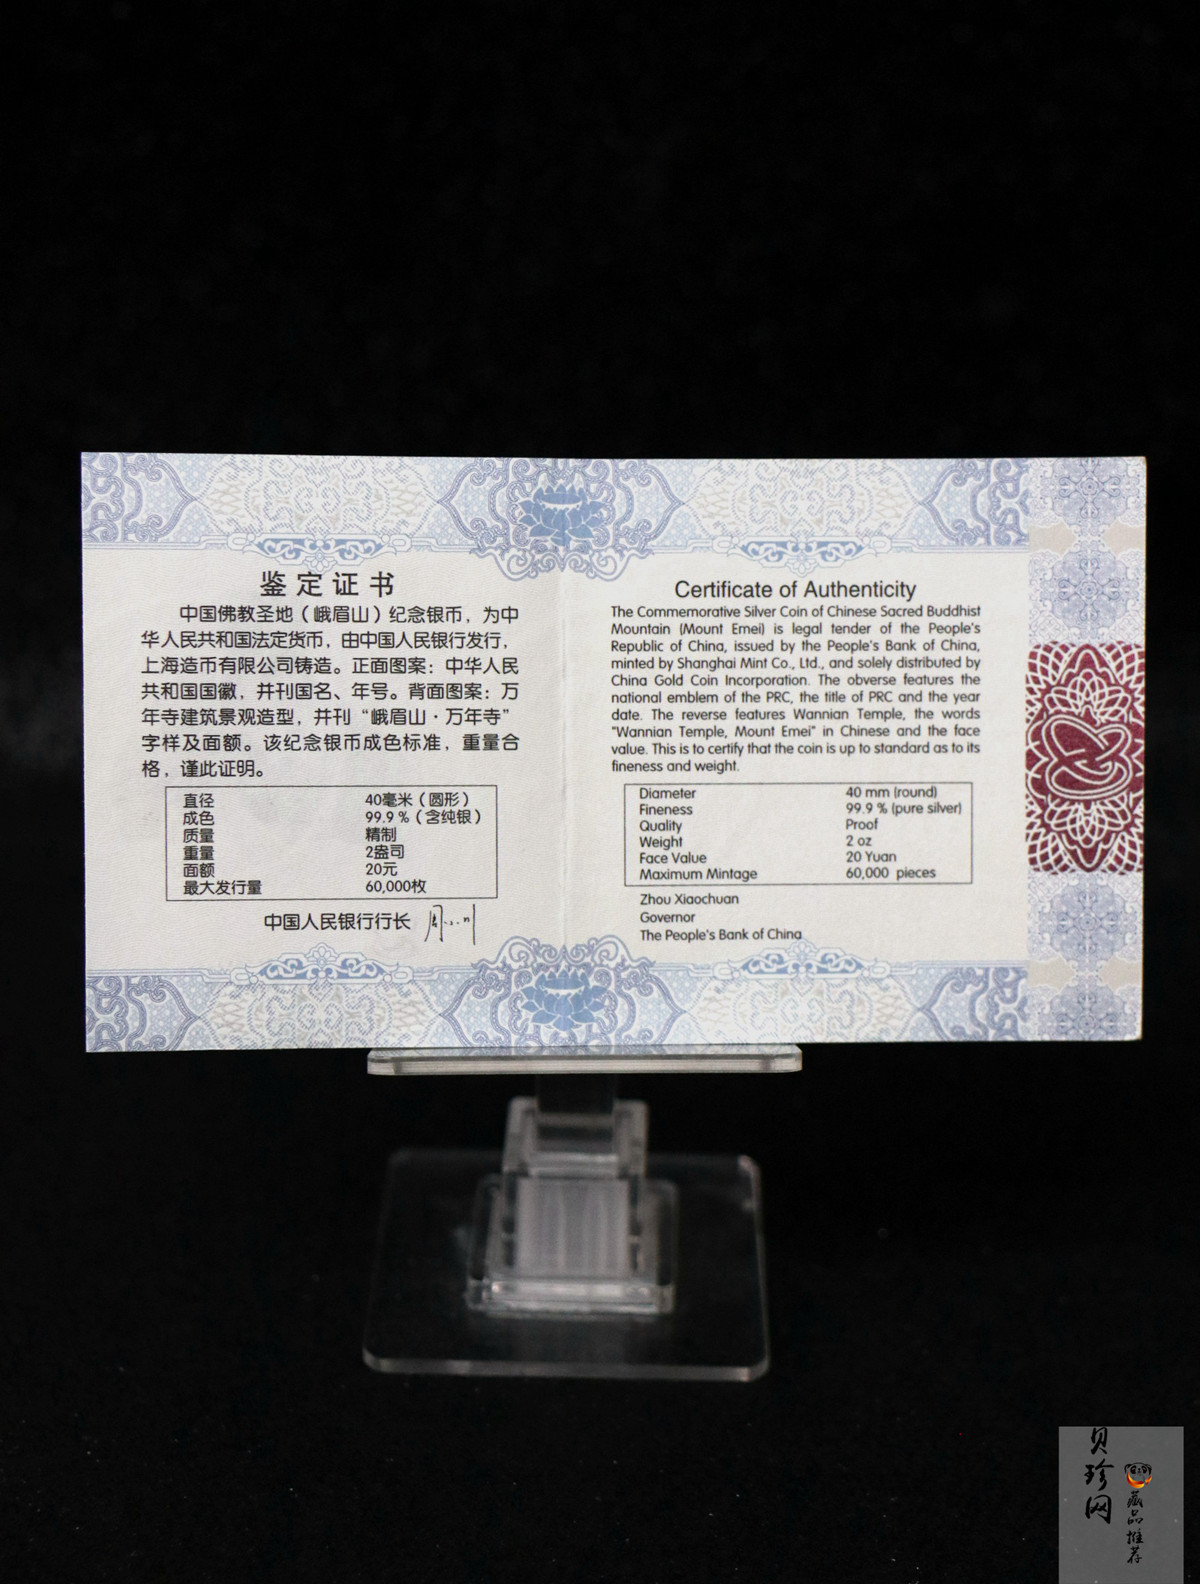 鉴定证书
中国佛教圣地（峨眉山）纪念银币，为中
华人民共和国法定货币，由中国人民银行发行，
上海造币有限公司铸造。正面图案：中华人民
共和国国徽，并刊国名、年号。背面图案：万
年寺建筑景观造型，并刊“峨眉山·万年寺”
字样及面额。该纪念银币成色标准，重量合
格，谨此证明。
直径 40毫米（圆形）
成色 99.9％（含纯银）
质量 精制
重量 2盎司
面额 20元
最大发行量 60,000枚
中国人民银行行长
Certificate of Authenticity
The Commemorative Silver Coin of Chinese Sacred Buddhist
Mountain (Mount Emei) is legal tender of the People's
Republic of China, issued by the People's Bank of China,
minted by Shanghai Mint Co., Ltd., and solely distributed by
China Gold Coin Incorporation. The obverse features the
national emblem of the PRC, the title of PRC and the year
date. The reverse features Wannian Temple, the words
"Wannian Temple, Mount Emei" in Chinese and the face
value. This is to certify that the coin is up to standard as to its
fineness and weight.
Diameter 40 mm (round)
Fineness 99.9 % (pure silver)
Quality Proof
Weight 2 oz
Face Value 20 Yuan
Maximum Mintage 60,000 pieces
Zhou Xiaochuan
Governor
The People's Bank of China
贝珍网
藏品推荐